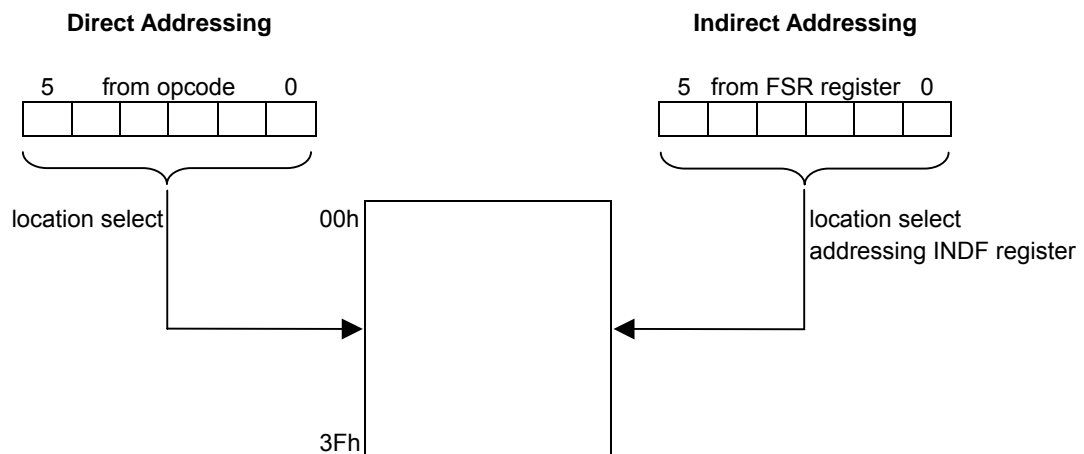 Direct Addressing
Indirect Addressing
5 from opcode 0
5 from FSR register 0
location select
00h
location select
addressing INDF register
3Fh